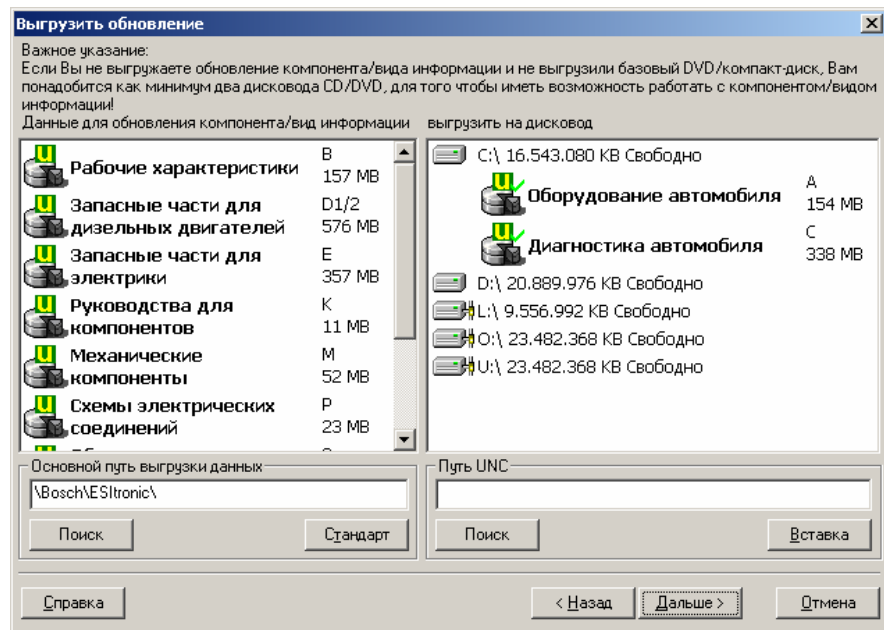 Выгрузить обновление
Важное указание:
Если Вы не выгружаете обновление компонента/вида информации и не выгрузили базовый DVD/компакт-диск, Вам
понадобится как минимум два дисковода CD/DVD, для того чтобы иметь возможность работать с компонентом/видом
информации!
Данные для обновления компонента/вид информации
Рабочие характеристики B 157 MB
Запасные части для D1/2
дизельных двигателей 576 MB
Запасные части для E
электрики 357 MB
Руководства для K
компонентов 11 MB
Механические M
компоненты 52 MB
Схемы электрических P
соединений 23 MB
выгрузить на дисковод
C:\ 16.543.080 KB Свободно
Оборудование автомобиля A 154 MB
Диагностика автомобиля C 338 MB
D:\ 20.889.976 KB Свободно
L:\ 9.556.992 KB Свободно
O:\ 23.482.368 KB Свободно
U:\ 23.482.368 KB Свободно
Основной путь выгрузки данных
\Bosch\ESItronic\
Поиск Стандарт
Путь UNC
Поиск Вставка
Справка < Назад Дальше > Отмена